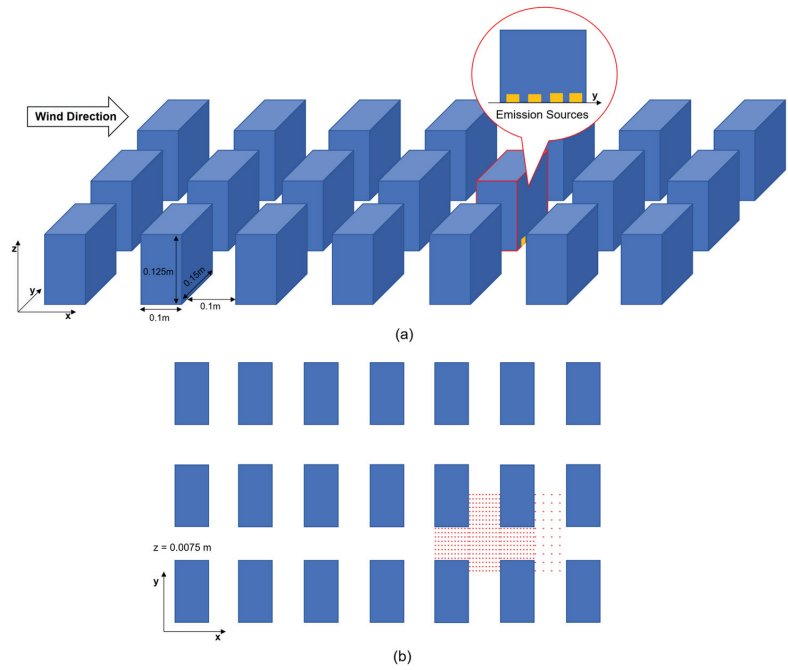 y
Emission Sources
Wind Direction
z
y
x
0.125m
0.15m
0.1m
0.1m
(a)
z = 0.0075 m
y
x
(b)